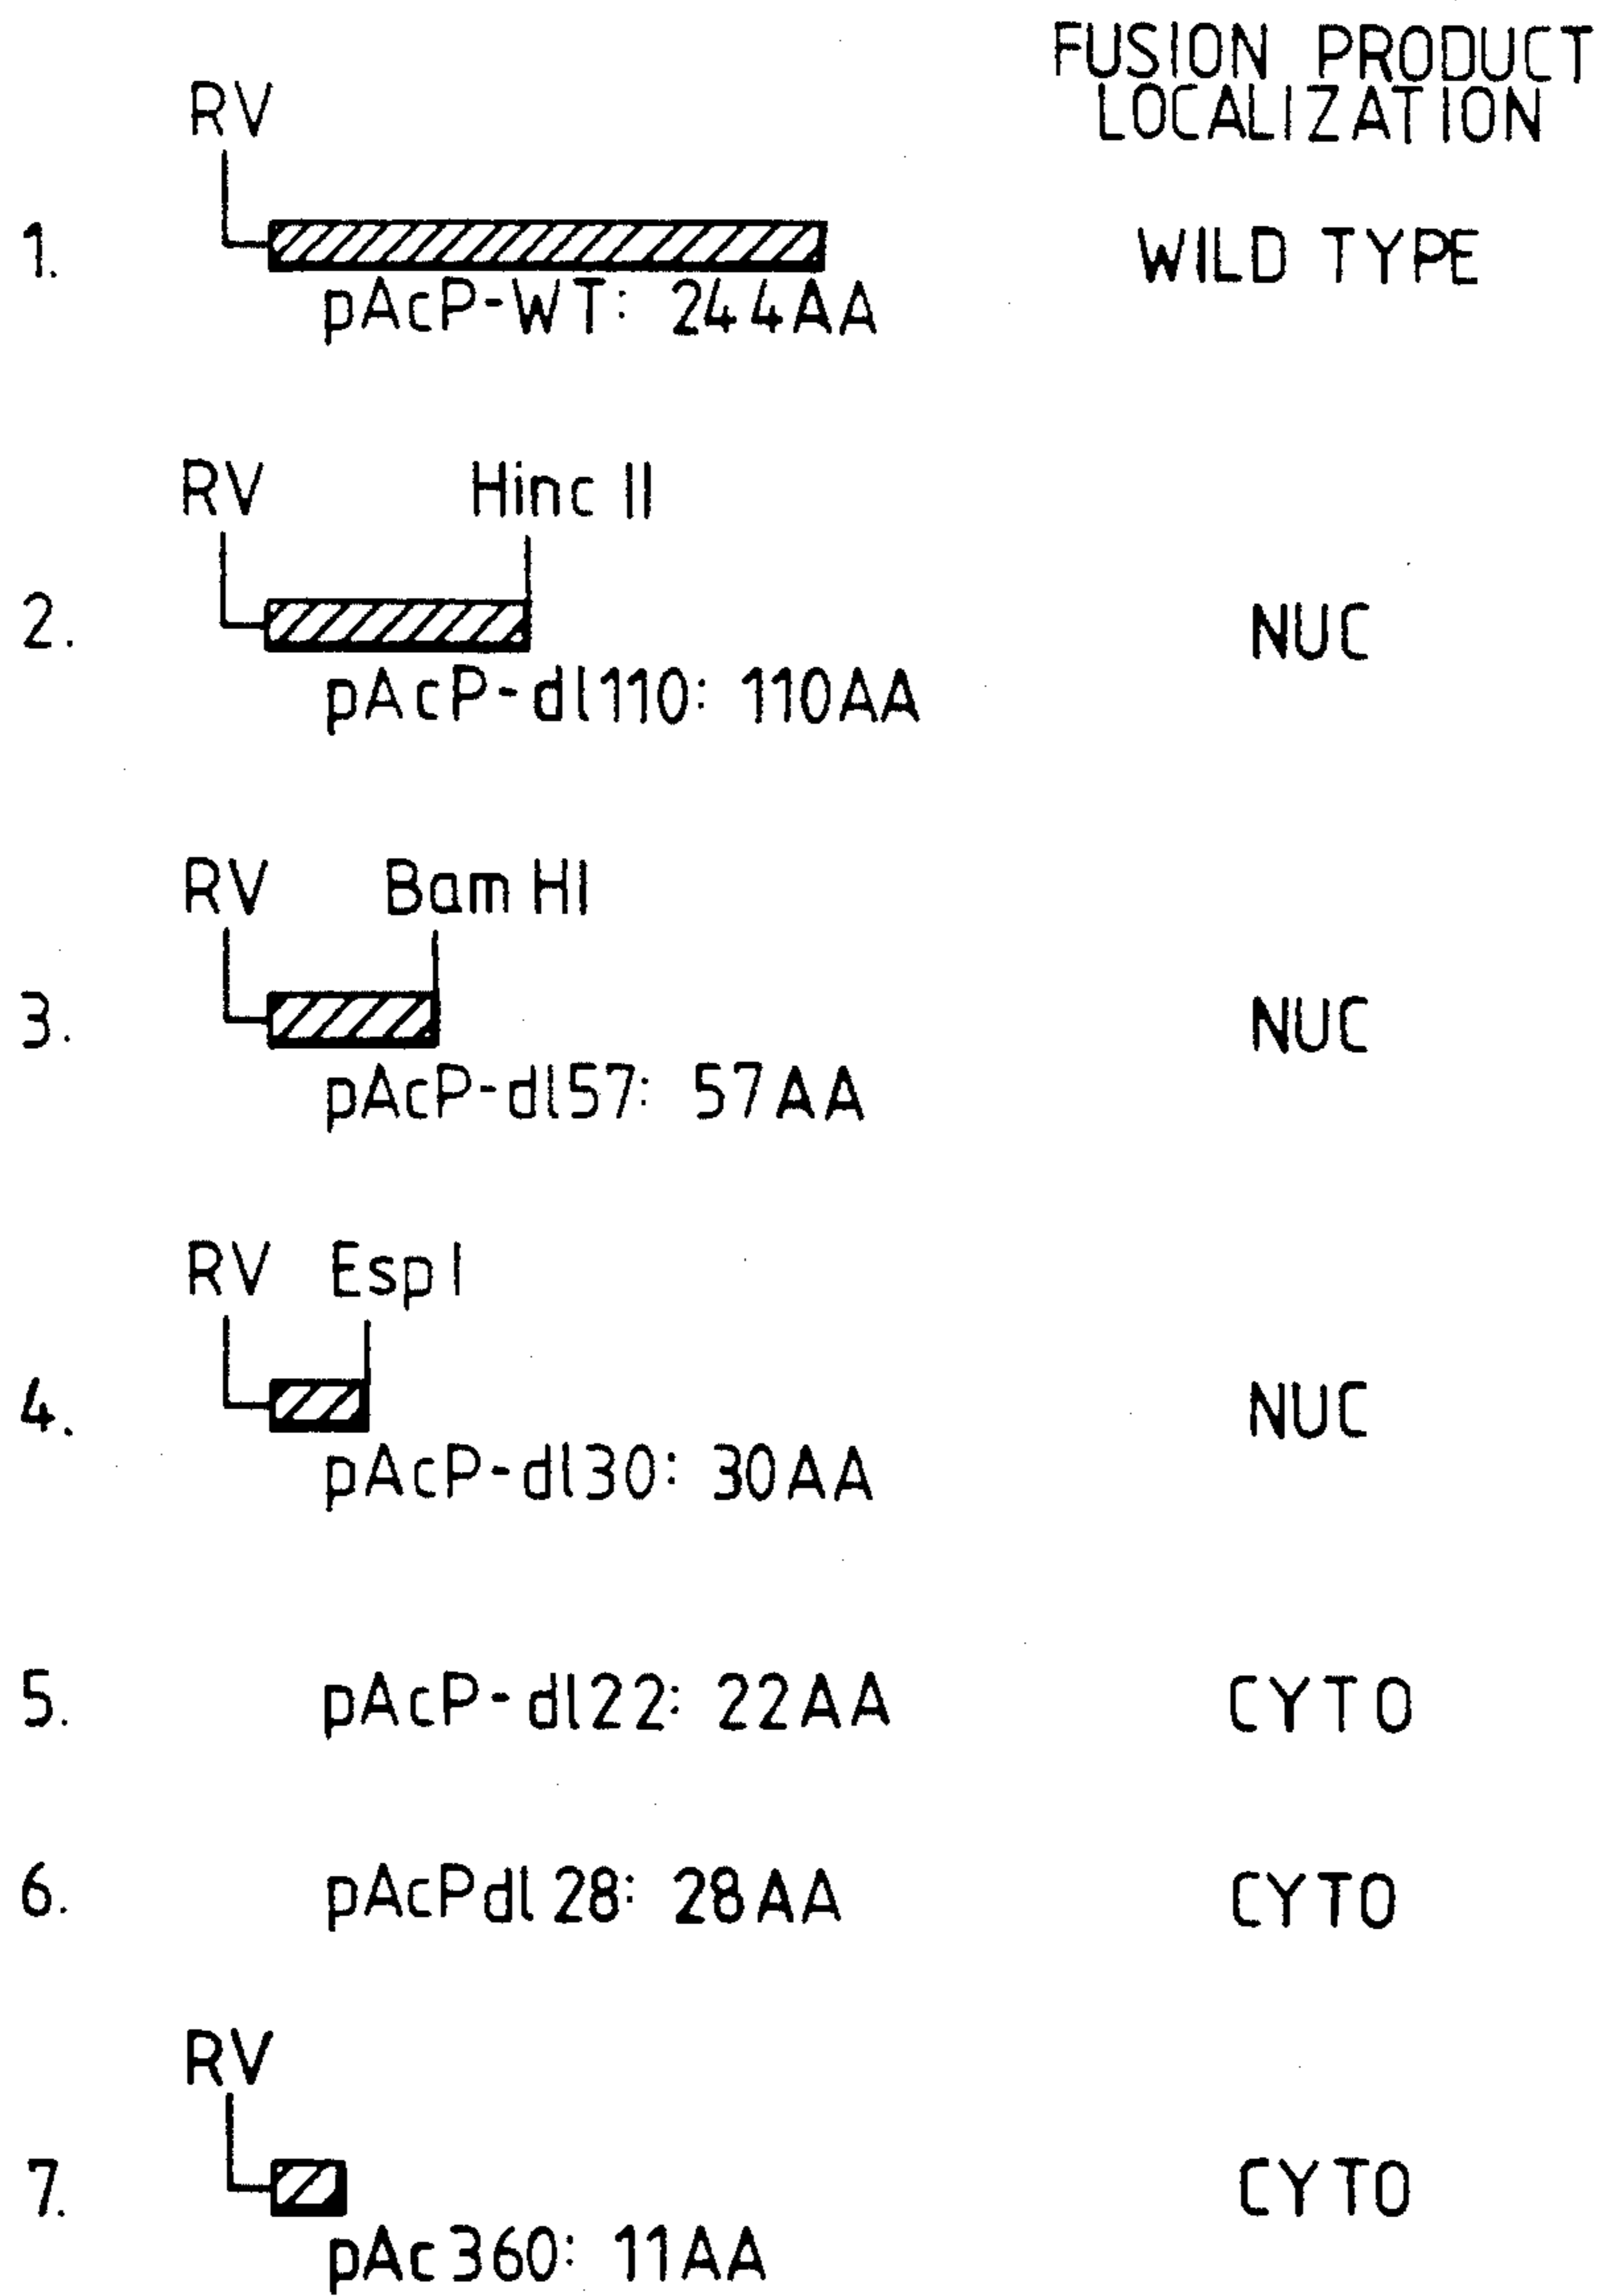 FUSION PRODUCT
LOCALIZATION
RV
1.
WILD TYPE
pAcP-WT: 244AA
RV Hinc II
2.
NUC
pAcP-dl110: 110AA
RV Bam HI
3.
NUC
pAcP-dl57: 57AA
RV Esp I
4.
NUC
pAcP-dl30: 30AA
5. pAcP-dl22: 22AA CYTO
6. pAcPdl 28: 28AA CYTO
RV
7.
CYTO
pAc360: 11AA